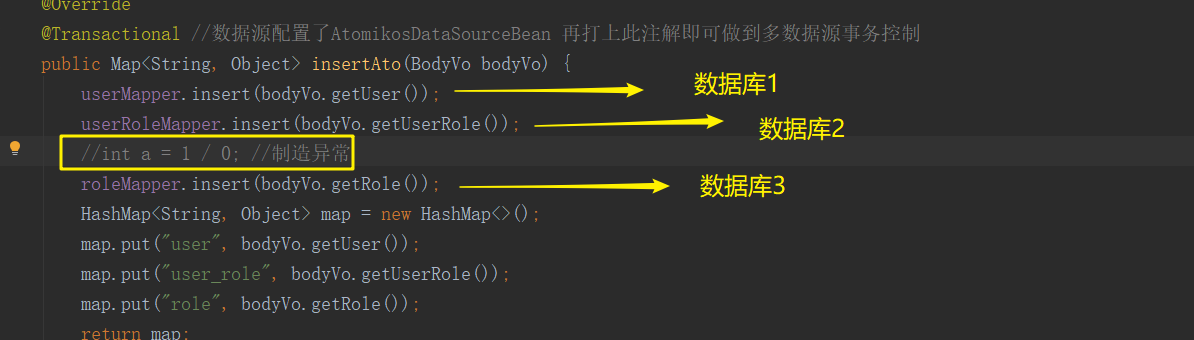 @Override
@Transactional //数据源配置了AtomikosDataSourceBean 再打上此注解即可做到多数据源事务控制
public Map<String, Object> insertAto(BodyVo bodyVo) {
userMapper.insert(bodyVo.getUser()); 数据库1
userRoleMapper.insert(bodyVo.getUserRole()); 数据库2
//int a = 1 / 0; //制造异常
roleMapper.insert(bodyVo.getRole()); 数据库3
HashMap<String, Object> map = new HashMap<>();
map.put("user", bodyVo.getUser());
map.put("user_role", bodyVo.getUserRole());
map.put("role", bodyVo.getRole());
return map;